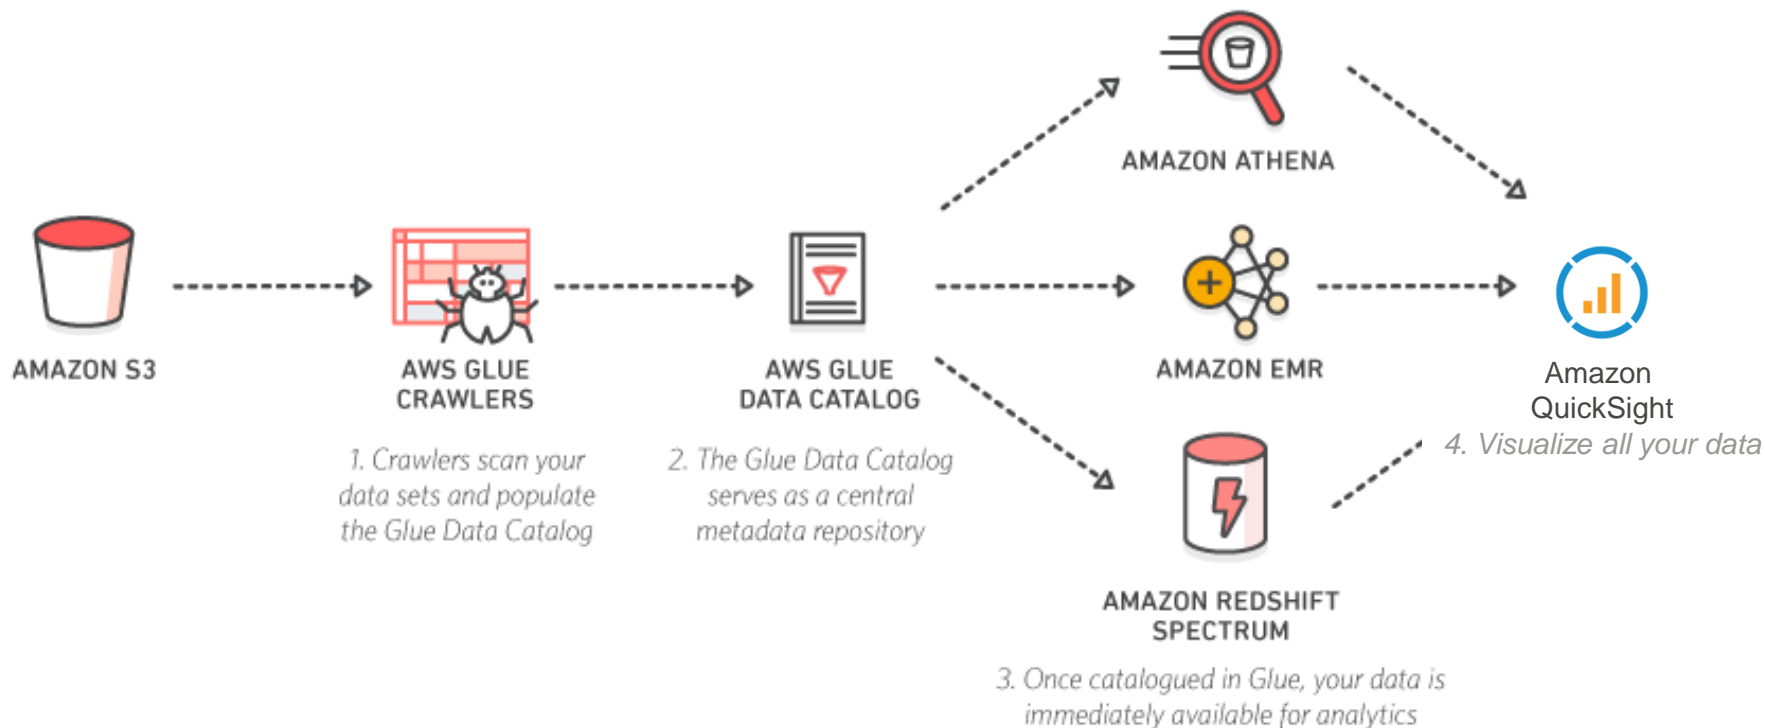 AMAZON S3
AWS GLUE
CRAWLERS
1. Crawlers scan your
data sets and populate
the Glue Data Catalog
AWS GLUE
DATA CATALOG
2. The Glue Data Catalog
serves as a central
metadata repository
AMAZON ATHENA
AMAZON EMR
AMAZON REDSHIFT
SPECTRUM
3. Once catalogued in Glue, your data is
immediately available for analytics
Amazon
QuickSight
4. Visualize all your data